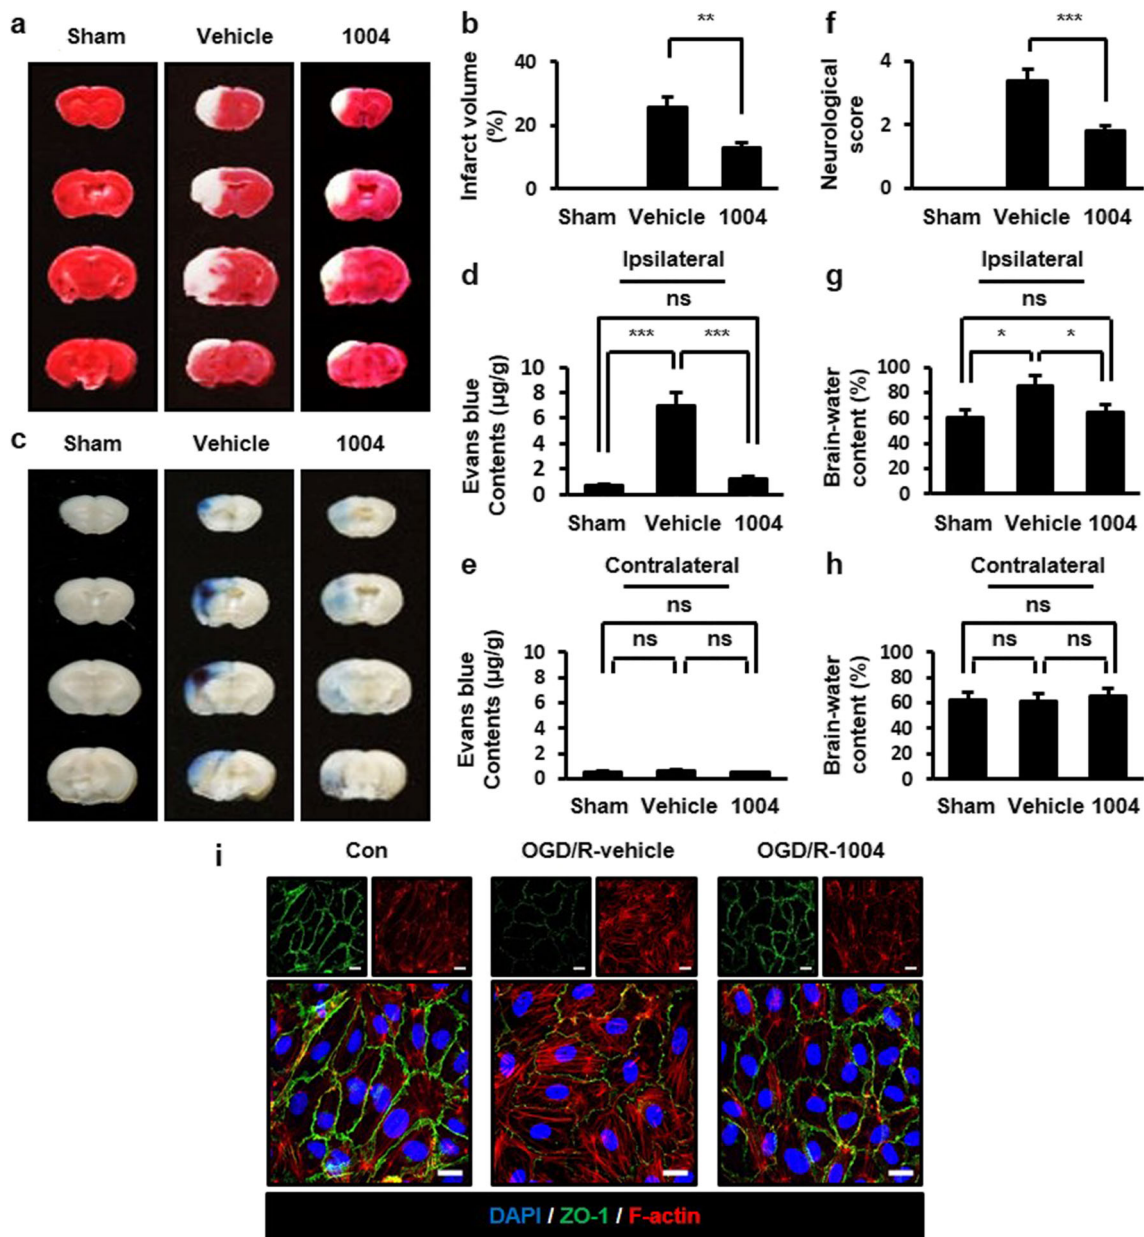 a
Sham Vehicle 1004
b
**
Infarct volume (%)
40
20
0
Sham Vehicle 1004
f
***
Neurological score
4
2
0
Sham Vehicle 1004
c
Sham Vehicle 1004
d
Ipsilateral
ns
*** ***
Evans blue Contents (µg/g)
10
8
6
4
2
0
Sham Vehicle 1004
g
Ipsilateral
ns
* *
Brain-water content (%)
100
80
60
40
20
0
Sham Vehicle 1004
e
Contralateral
ns
ns ns
Evans blue Contents (µg/g)
10
8
6
4
2
0
Sham Vehicle 1004
h
Contralateral
ns
ns ns
Brain-water content (%)
100
80
60
40
20
0
Sham Vehicle 1004
i
Con OGD/R-vehicle OGD/R-1004
DAPI / ZO-1 / F-actin